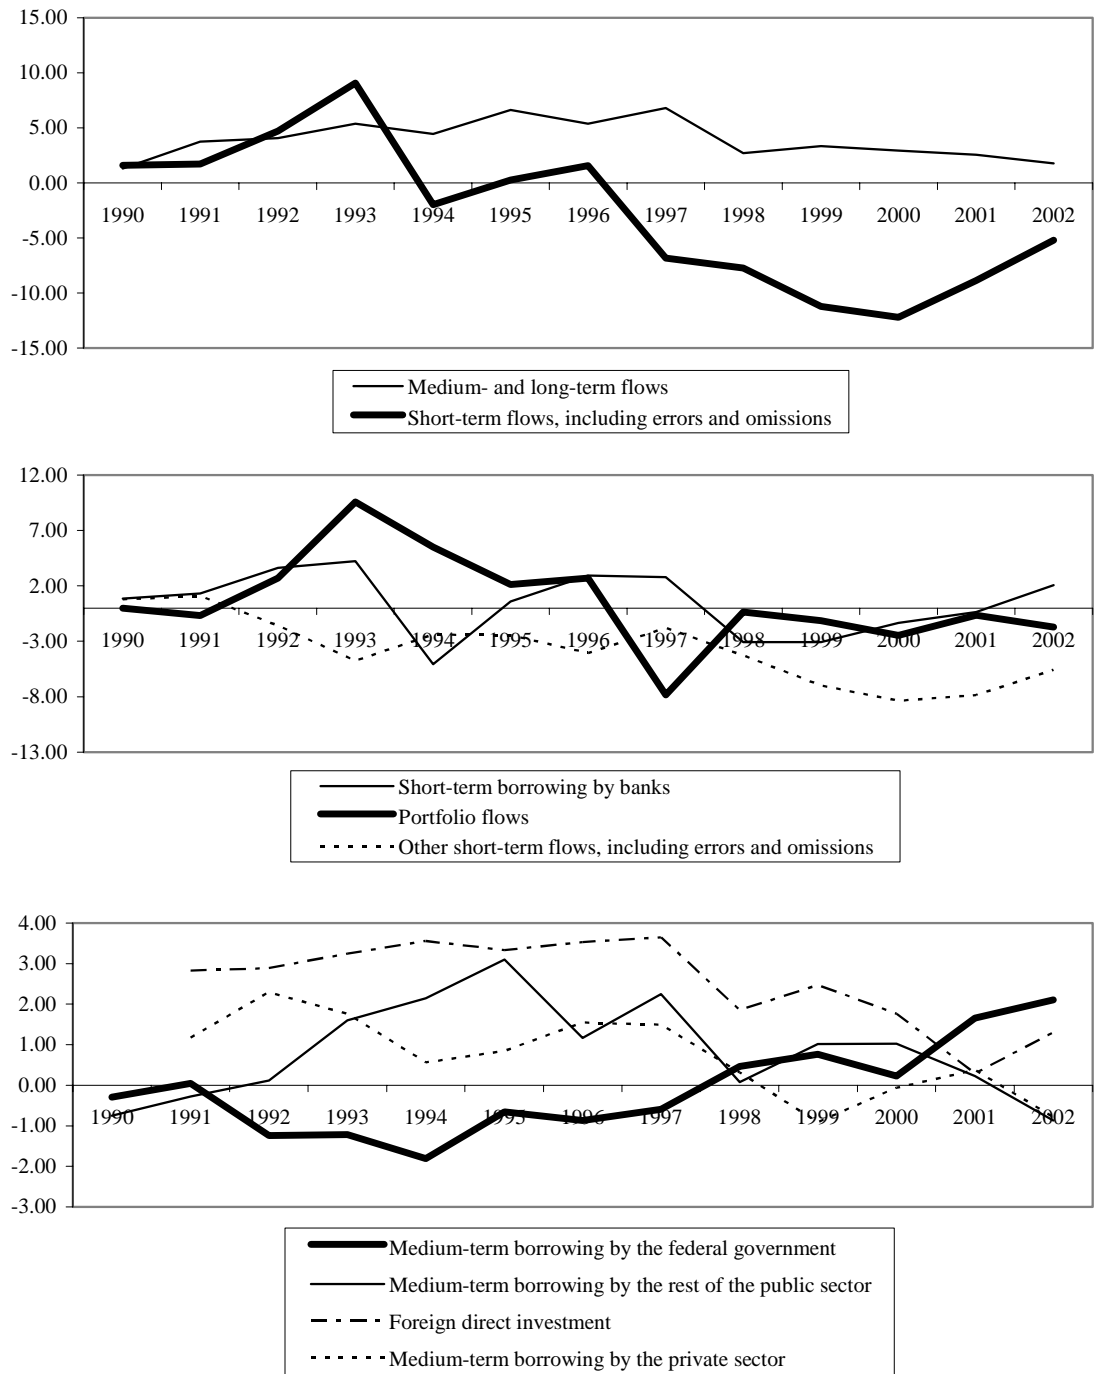 15.00
10.00
5.00
0.00
1990 1991 1992 1993 1994 1995 1996 1997 1998 1999 2000 2001 2002
-5.00
-10.00
-15.00
Medium- and long-term flows
Short-term flows, including errors and omissions
12.00
7.00
2.00
1990 1991 1992 1993 1994 1995 1996 1997 1998 1999 2000 2001 2002
-3.00
-8.00
-13.00
Short-term borrowing by banks
Portfolio flows
Other short-term flows, including errors and omissions
4.00
3.00
2.00
1.00
0.00
1990 1991 1992 1993 1994 1995 1996 1997 1998 1999 2000 2001 2002
-1.00
-2.00
-3.00
Medium-term borrowing by the federal government
Medium-term borrowing by the rest of the public sector
Foreign direct investment
Medium-term borrowing by the private sector